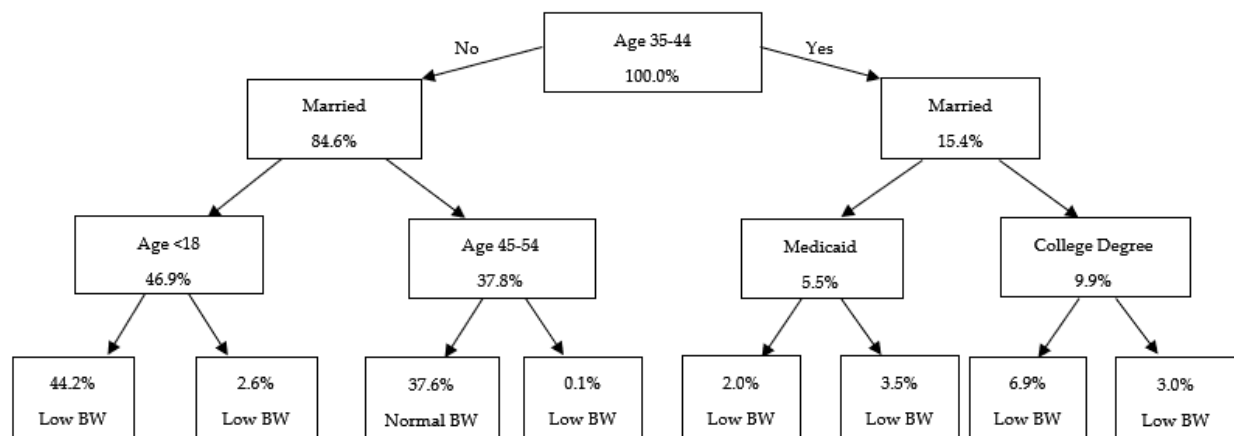 Age 35-44
100.0%
No
Yes
Married
84.6%
Married
15.4%
Age <18
46.9%
Age 45-54
37.8%
Medicaid
5.5%
College Degree
9.9%
44.2%
Low BW
2.6%
Low BW
37.6%
Normal BW
0.1%
Low BW
2.0%
Low BW
3.5%
Low BW
6.9%
Low BW
3.0%
Low BW